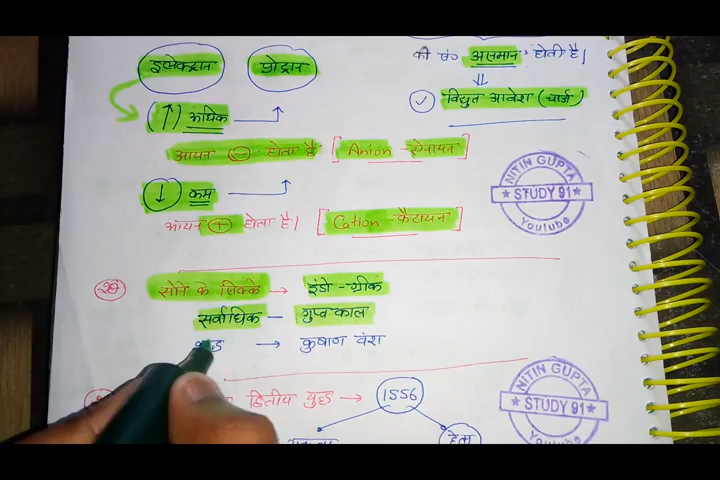 इलेक्ट्रान
प्रोट्रान
की सं० असमान होती है|
विद्युत आवेश (चार्ज)
(↑) अधिक
आयन ⊖ होता है [Anion - ऐनायन]
↓ कम
आयन ⊕ होता है| [Cation - कैटायन]
NITIN GUPTA
★STUDY 91★
Youtube
सोने के सिक्के → इंडो-ग्रीक
सर्वाधिक - गुप्त काल
→ कुषाण वंश
द्वितीय युद्ध → 1556
NITIN GUPTA
★STUDY 91★
Youtube